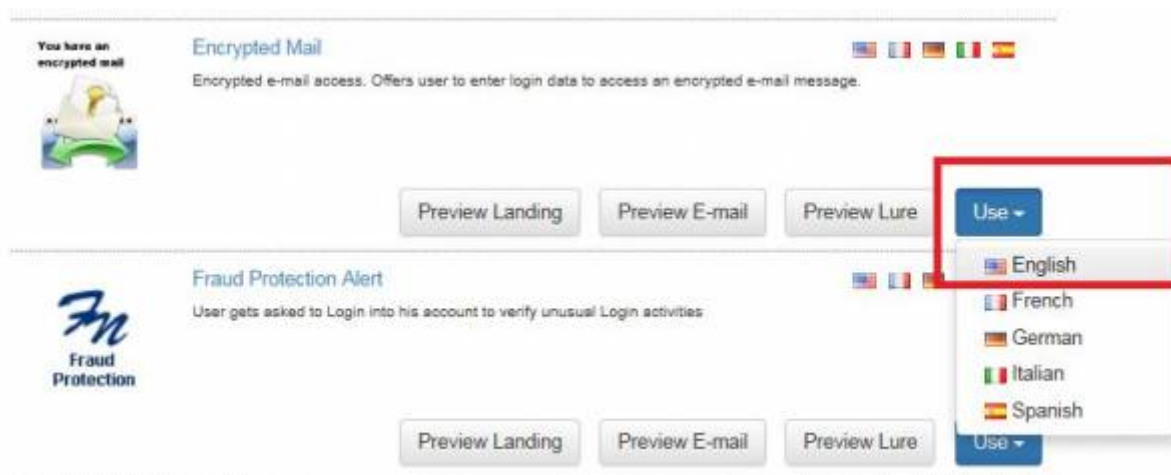 You have an
encrypted mail
Encrypted Mail
Encrypted e-mail access. Offers user to enter login data to access an encrypted e-mail message.
Preview Landing
Preview E-mail
Preview Lure
Use
English
French
German
Italian
Spanish
Fraud Protection Alert
User gets asked to Login into his account to verify unusual Login activities
Fn
Fraud
Protection
Preview Landing
Preview E-mail
Preview Lure
Use